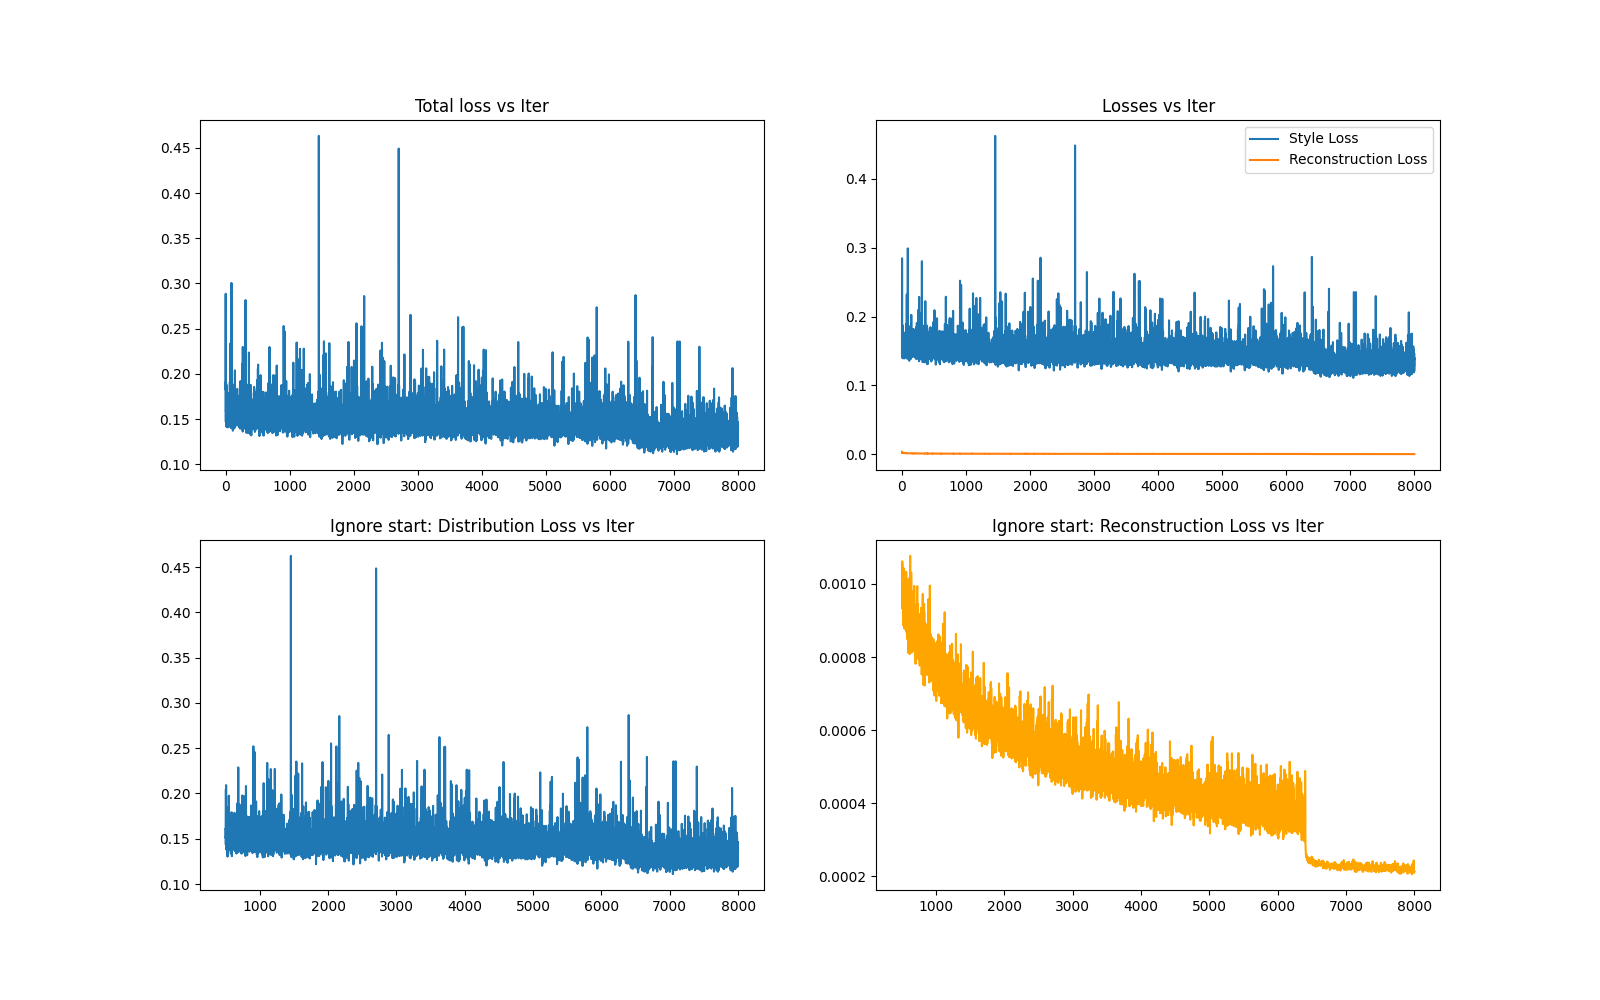 Total loss vs Iter
0.45
0.40
0.35
0.30
0.25
0.20
0.15
0.10
0 1000 2000 3000 4000 5000 6000 7000 8000
Losses vs Iter
Style Loss
Reconstruction Loss
0.4
0.3
0.2
0.1
0.0
0 1000 2000 3000 4000 5000 6000 7000 8000
Ignore start: Distribution Loss vs Iter
0.45
0.40
0.35
0.30
0.25
0.20
0.15
0.10
1000 2000 3000 4000 5000 6000 7000 8000
Ignore start: Reconstruction Loss vs Iter
0.0010
0.0008
0.0006
0.0004
0.0002
1000 2000 3000 4000 5000 6000 7000 8000